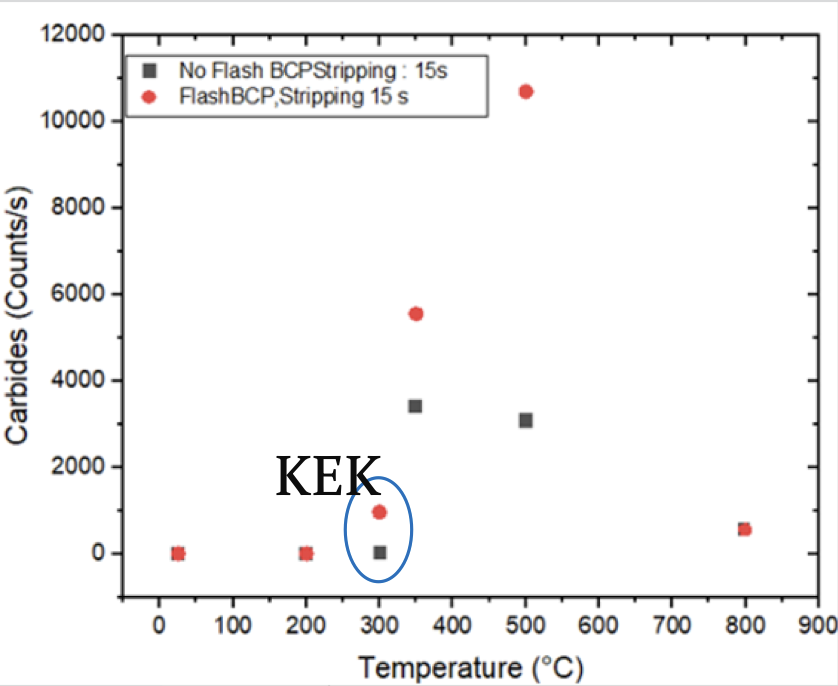 12000
No Flash BCPStripping : 15s
FlashBCP,Stripping 15 s
10000
8000
6000
4000
2000
0
Carbides (Counts/s)
KEK
0 100 200 300 400 500 600 700 800 900
Temperature (°C)